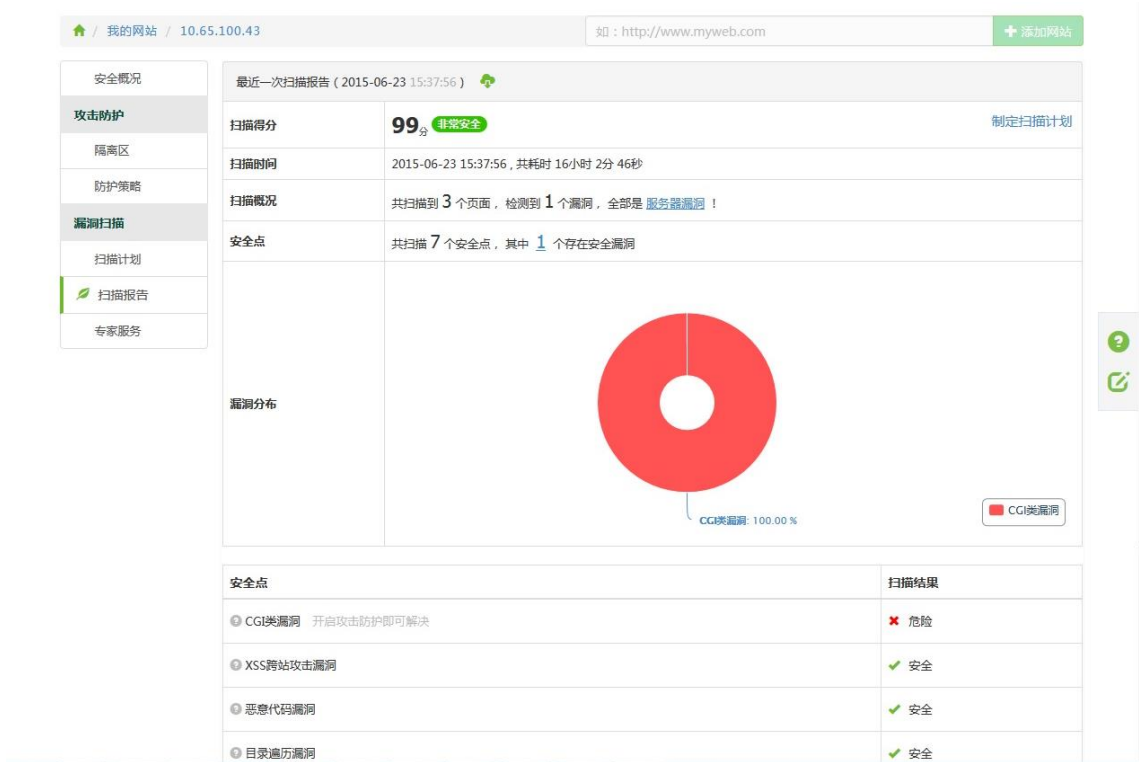 / 我的网站 / 10.65.100.43
如：http://www.myweb.com
添加网站
安全概况
攻击防护
隔离区
防护策略
漏洞扫描
扫描计划
扫描报告
专家服务
最近一次扫描报告 ( 2015-06-23 15:37:56 )
扫描得分
99分 非常安全
制定扫描计划
扫描时间
2015-06-23 15:37:56 , 共耗时 16小时 2分 46秒
扫描概况
共扫描到 3 个页面， 检测到 1 个漏洞， 全部是 服务器漏洞 ！
安全点
共扫描 7 个安全点， 其中 1 个存在安全漏洞
漏洞分布
CGI类漏洞: 100.00 %
CGI类漏洞
安全点
扫描结果
CGI类漏洞 开启攻击防护即可解决
危险
XSS跨站攻击漏洞
安全
恶意代码漏洞
安全
目录遍历漏洞
安全